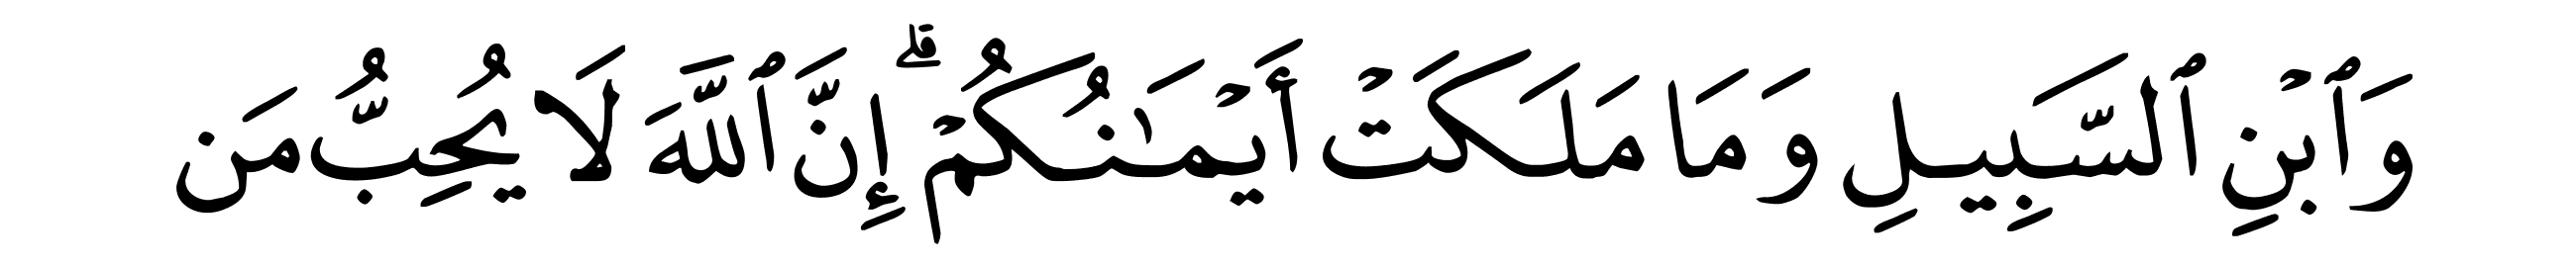 وَٱبۡنِ ٱلسَّبِيلِ وَمَا مَلَكَتۡ أَيۡمَـٰنُكُمۡۗ إِنَّ ٱللَّهَ لَا يُحِبُّ مَن